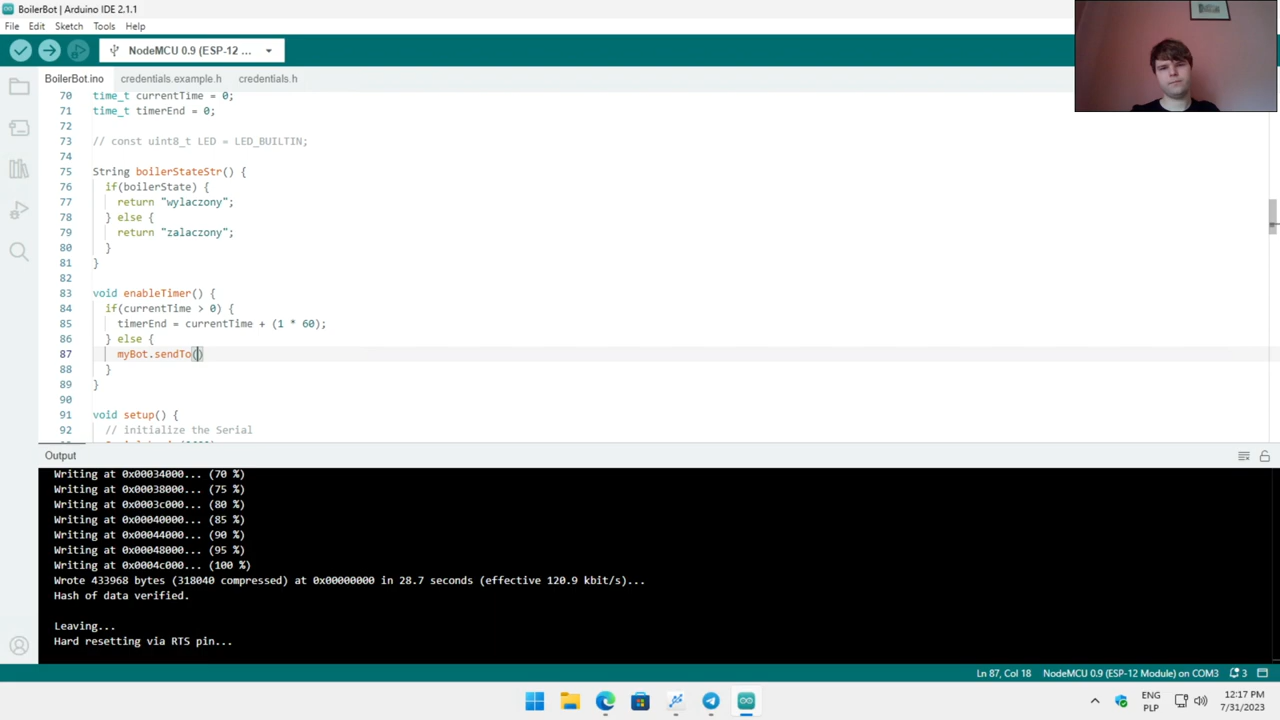 BoilerBot | Arduino IDE 2.1.1
File Edit Sketch Tools Help
NodeMCU 0.9 (ESP-12 ...
BoilerBot.ino credentials.example.h credentials.h
70 time_t currentTime = 0;
71 time_t timerEnd = 0;
72
73 // const uint8_t LED = LED_BUILTIN;
74
75 String boilerStateStr() {
76 if(boilerState) {
77 return "wylaczony";
78 } else {
79 return "zalaczony";
80 }
81 }
82
83 void enableTimer() {
84 if(currentTime > 0) {
85 timerEnd = currentTime + (1 * 60);
86 } else {
87 myBot.sendTo()
88 }
89 }
90
91 void setup() {
92 // initialize the Serial
Output
Writing at 0x00034000... (70 %)
Writing at 0x00038000... (75 %)
Writing at 0x0003c000... (80 %)
Writing at 0x00040000... (85 %)
Writing at 0x00044000... (90 %)
Writing at 0x00048000... (95 %)
Writing at 0x0004c000... (100 %)
Wrote 433968 bytes (318040 compressed) at 0x00000000 in 28.7 seconds (effective 120.9 kbit/s)...
Hash of data verified.
Leaving...
Hard resetting via RTS pin...
Ln 87, Col 18 NodeMCU 0.9 (ESP-12 Module) on COM3 3
ENG 12:17 PM
PLP 7/31/2023